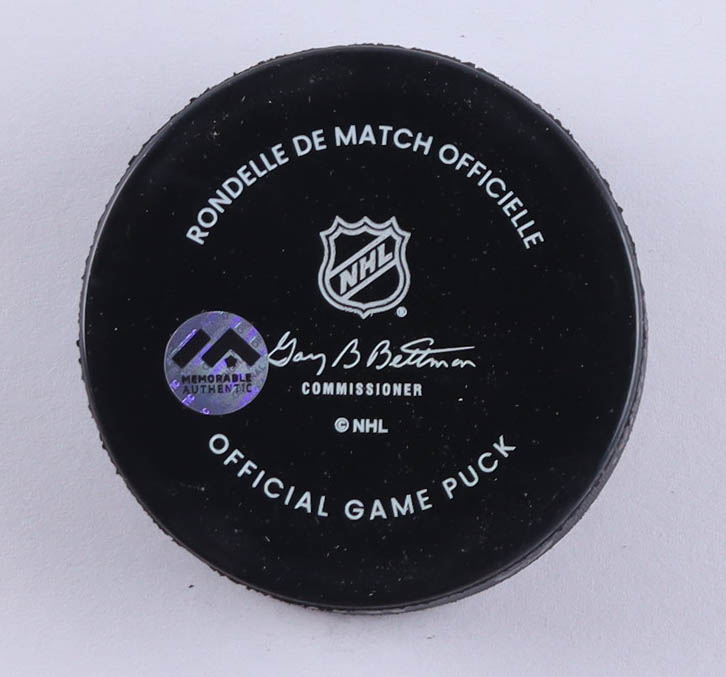 RONDELLE DE MATCH OFFICIELLE
NHL
®
Gary B Bettman
COMMISSIONER
© NHL
MEMORABLE
AUTHENTIC
OFFICIAL GAME PUCK